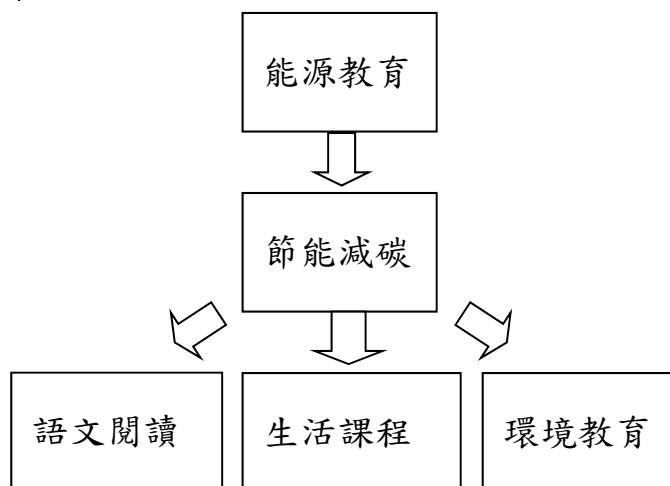 能源教育
節能減碳
語文閱讀
生活課程
環境教育